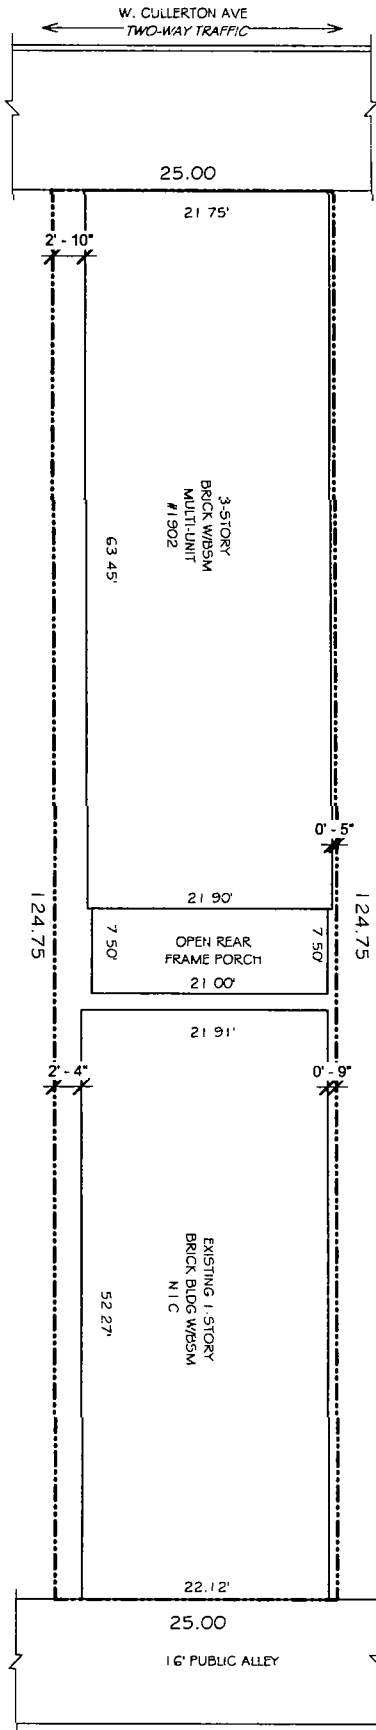 W. CULLERTON AVE
TWO-WAY TRAFFIC
25.00
21 75'
2' - 10"
3-STORY
BRICK W/BSM
MULTI-UNIT
#1902
63 45'
0' - 5"
124.75
124.75
21 90'
7 50'
OPEN REAR
FRAME PORCH
7 50'
21 00'
21 91'
2' - 4"
0' - 9"
EXISTING 1-STORY
BRICK BLDG W/BSM
N I C
52 27'
22.12'
25.00
16' PUBLIC ALLEY